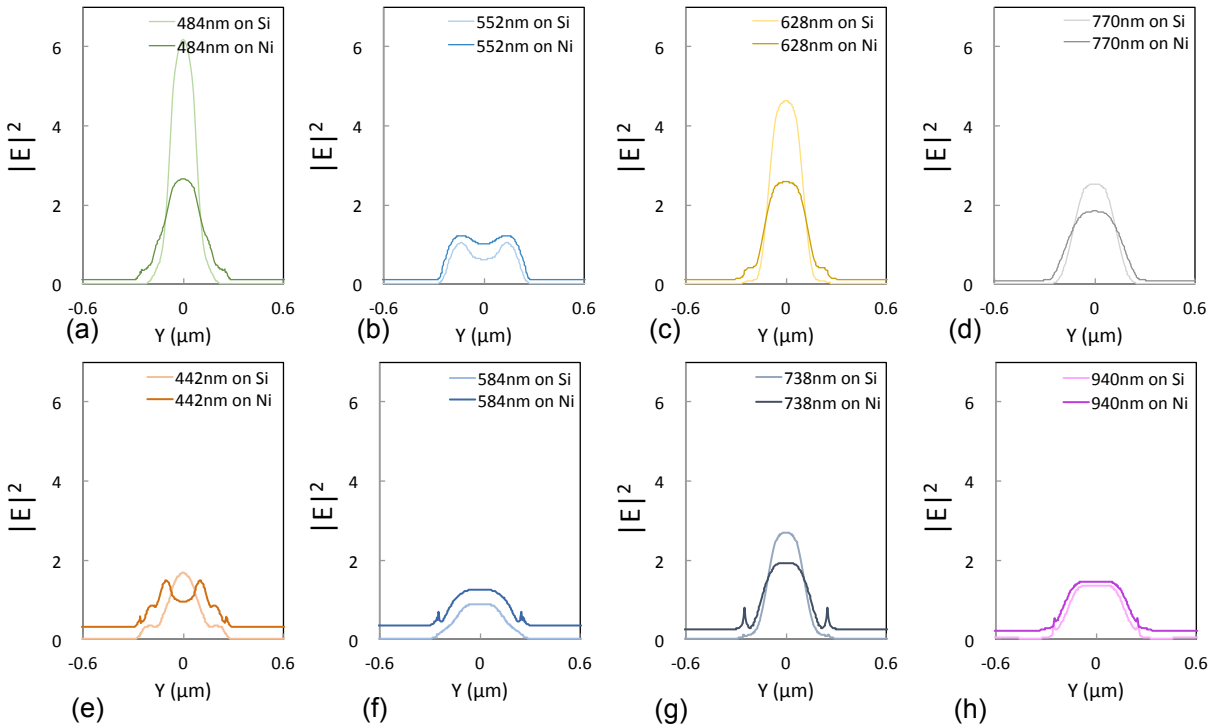 484nm on Si
484nm on Ni
6
4
2
0
|E|²
-0.6
0
0.6
Y (µm)
(a)
552nm on Si
552nm on Ni
6
4
2
0
|E|²
-0.6
0
0.6
Y (µm)
(b)
628nm on Si
628nm on Ni
6
4
2
0
|E|²
-0.6
0
0.6
Y (µm)
(c)
770nm on Si
770nm on Ni
6
4
2
0
|E|²
-0.6
0
0.6
Y (µm)
(d)
442nm on Si
442nm on Ni
6
4
2
0
|E|²
-0.6
0
0.6
Y (µm)
(e)
584nm on Si
584nm on Ni
6
4
2
0
|E|²
-0.6
0
0.6
Y (µm)
(f)
738nm on Si
738nm on Ni
6
4
2
0
|E|²
-0.6
0
0.6
Y (µm)
(g)
940nm on Si
940nm on Ni
6
4
2
0
|E|²
-0.6
0
0.6
Y (µm)
(h)